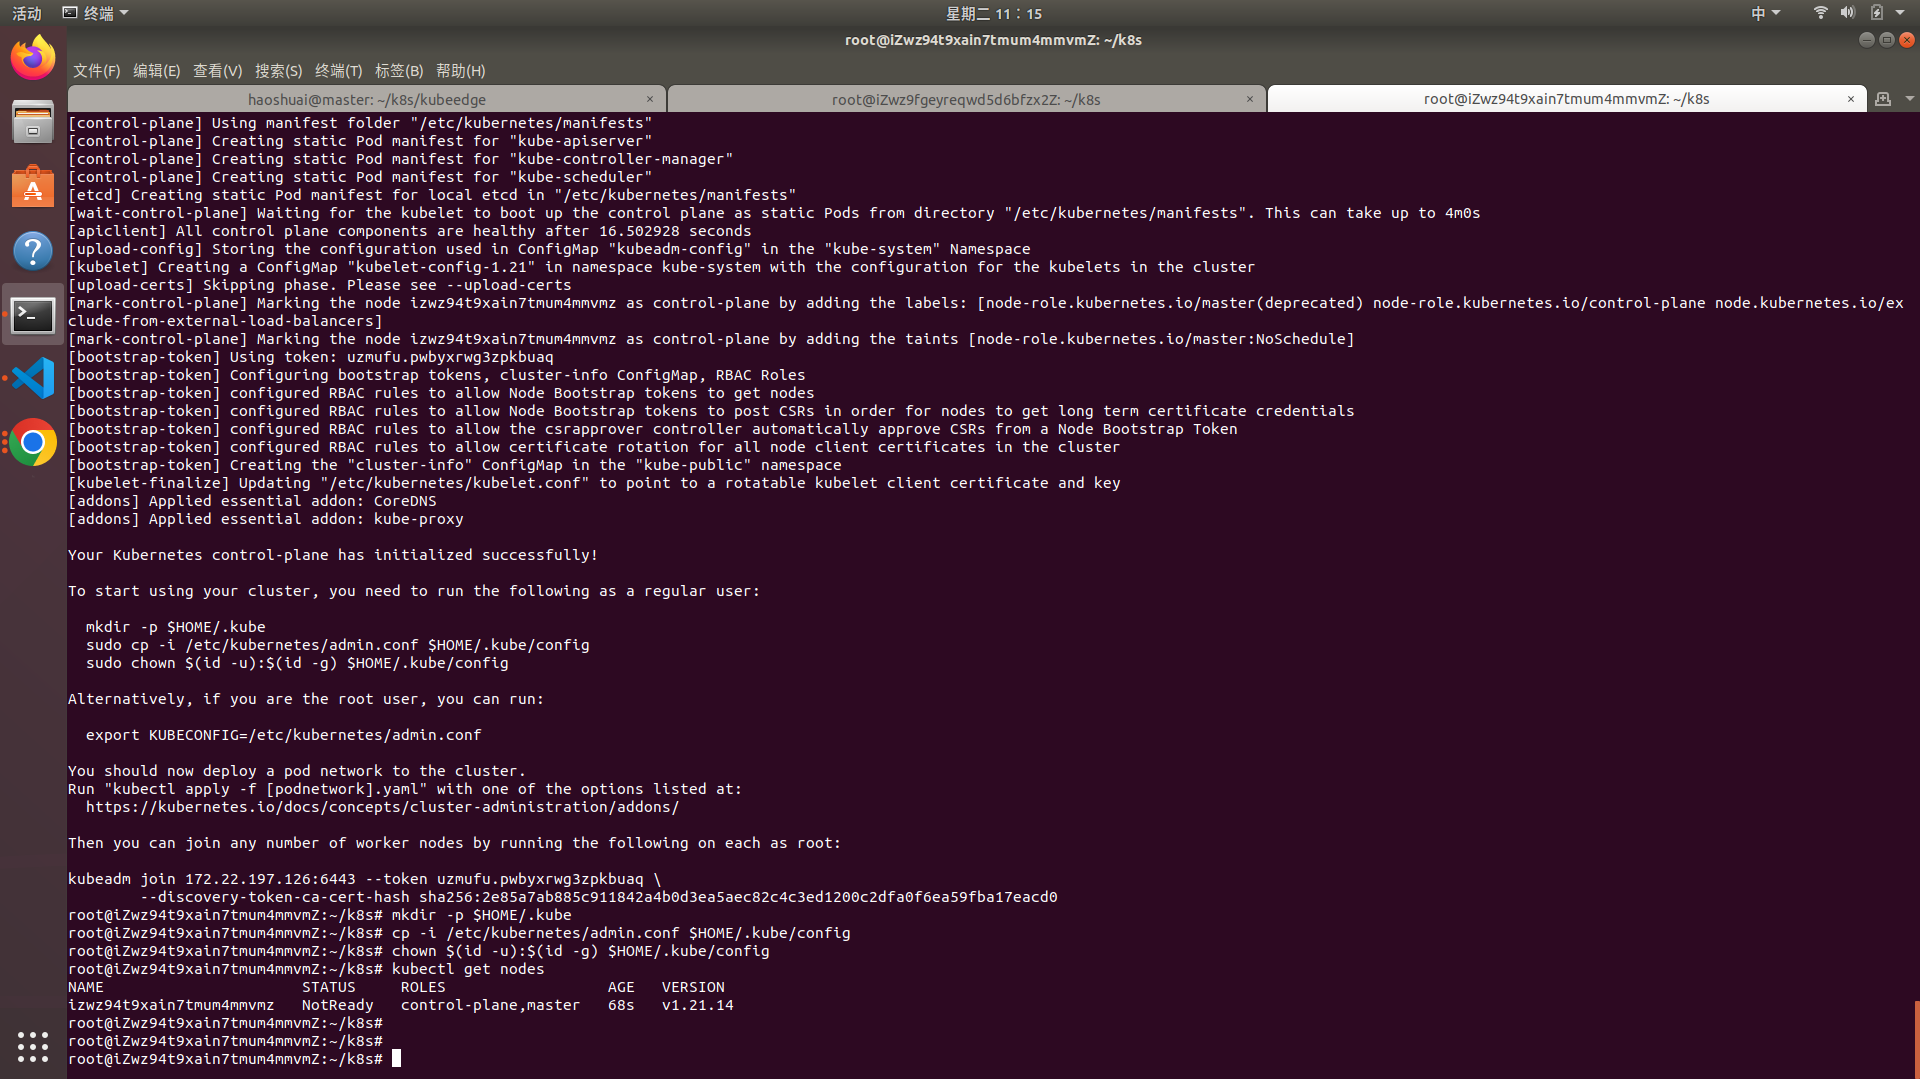 活动 终端 星期二 11：15 中
root@iZwz94t9xain7tmum4mmvmZ: ~/k8s
文件(F) 编辑(E) 查看(V) 搜索(S) 终端(T) 标签(B) 帮助(H)
haoshuai@master: ~/k8s/kubeedge × root@iZwz9fgeyreqwd5d6bfzx2Z: ~/k8s × root@iZwz94t9xain7tmum4mmvmZ: ~/k8s ×
[control-plane] Using manifest folder "/etc/kubernetes/manifests"
[control-plane] Creating static Pod manifest for "kube-apiserver"
[control-plane] Creating static Pod manifest for "kube-controller-manager"
[control-plane] Creating static Pod manifest for "kube-scheduler"
[etcd] Creating static Pod manifest for local etcd in "/etc/kubernetes/manifests"
[wait-control-plane] Waiting for the kubelet to boot up the control plane as static Pods from directory "/etc/kubernetes/manifests". This can take up to 4m0s
[apiclient] All control plane components are healthy after 16.502928 seconds
[upload-config] Storing the configuration used in ConfigMap "kubeadm-config" in the "kube-system" Namespace
[kubelet] Creating a ConfigMap "kubelet-config-1.21" in namespace kube-system with the configuration for the kubelets in the cluster
[upload-certs] Skipping phase. Please see --upload-certs
[mark-control-plane] Marking the node izwz94t9xain7tmum4mmvmz as control-plane by adding the labels: [node-role.kubernetes.io/master(deprecated) node-role.kubernetes.io/control-plane node.kubernetes.io/ex
clude-from-external-load-balancers]
[mark-control-plane] Marking the node izwz94t9xain7tmum4mmvmz as control-plane by adding the taints [node-role.kubernetes.io/master:NoSchedule]
[bootstrap-token] Using token: uzmufu.pwbyxrwg3zpkbuaq
[bootstrap-token] Configuring bootstrap tokens, cluster-info ConfigMap, RBAC Roles
[bootstrap-token] configured RBAC rules to allow Node Bootstrap tokens to get nodes
[bootstrap-token] configured RBAC rules to allow Node Bootstrap tokens to post CSRs in order for nodes to get long term certificate credentials
[bootstrap-token] configured RBAC rules to allow the csrapprover controller automatically approve CSRs from a Node Bootstrap Token
[bootstrap-token] configured RBAC rules to allow certificate rotation for all node client certificates in the cluster
[bootstrap-token] Creating the "cluster-info" ConfigMap in the "kube-public" namespace
[kubelet-finalize] Updating "/etc/kubernetes/kubelet.conf" to point to a rotatable kubelet client certificate and key
[addons] Applied essential addon: CoreDNS
[addons] Applied essential addon: kube-proxy
Your Kubernetes control-plane has initialized successfully!
To start using your cluster, you need to run the following as a regular user:
mkdir -p $HOME/.kube
sudo cp -i /etc/kubernetes/admin.conf $HOME/.kube/config
sudo chown $(id -u):$(id -g) $HOME/.kube/config
Alternatively, if you are the root user, you can run:
export KUBECONFIG=/etc/kubernetes/admin.conf
You should now deploy a pod network to the cluster.
Run "kubectl apply -f [podnetwork].yaml" with one of the options listed at:
https://kubernetes.io/docs/concepts/cluster-administration/addons/
Then you can join any number of worker nodes by running the following on each as root:
kubeadm join 172.22.197.126:6443 --token uzmufu.pwbyxrwg3zpkbuaq \
--discovery-token-ca-cert-hash sha256:2e85a7ab885c911842a4b0d3ea5aec82c4c3ed1200c2dfa0f6ea59fba17eacd0
root@iZwz94t9xain7tmum4mmvmZ:~/k8s# mkdir -p $HOME/.kube
root@iZwz94t9xain7tmum4mmvmZ:~/k8s# cp -i /etc/kubernetes/admin.conf $HOME/.kube/config
root@iZwz94t9xain7tmum4mmvmZ:~/k8s# chown $(id -u):$(id -g) $HOME/.kube/config
root@iZwz94t9xain7tmum4mmvmZ:~/k8s# kubectl get nodes
NAME STATUS ROLES AGE VERSION
izwz94t9xain7tmum4mmvmz NotReady control-plane,master 68s v1.21.14
root@iZwz94t9xain7tmum4mmvmZ:~/k8s#
root@iZwz94t9xain7tmum4mmvmZ:~/k8s#
root@iZwz94t9xain7tmum4mmvmZ:~/k8s#